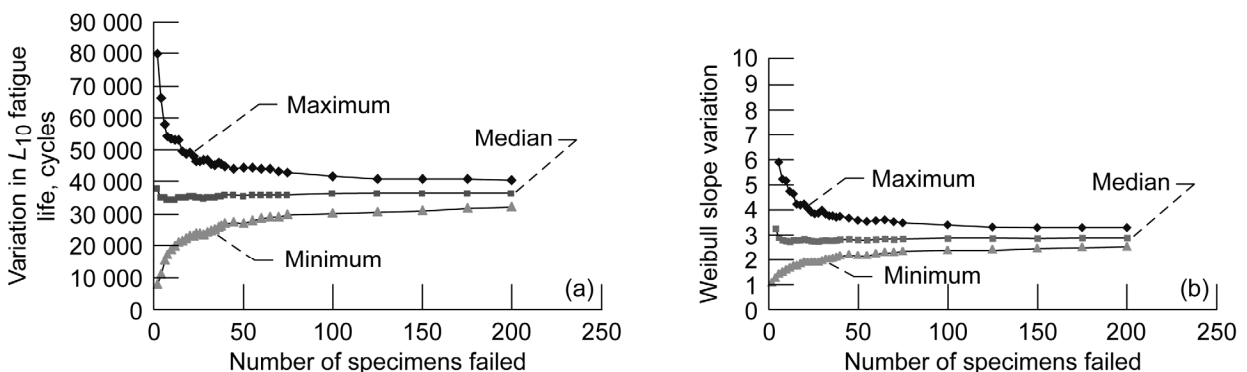 Variation in L10 fatigue
life, cycles
90 000
80 000
70 000
60 000
50 000
40 000
30 000
20 000
10 000
0
Maximum
Median
Minimum
(a)
0 50 100 150 200 250
Number of specimens failed
Weibull slope variation
10
9
8
7
6
5
4
3
2
1
0
Maximum
Median
Minimum
(b)
0 50 100 150 200 250
Number of specimens failed